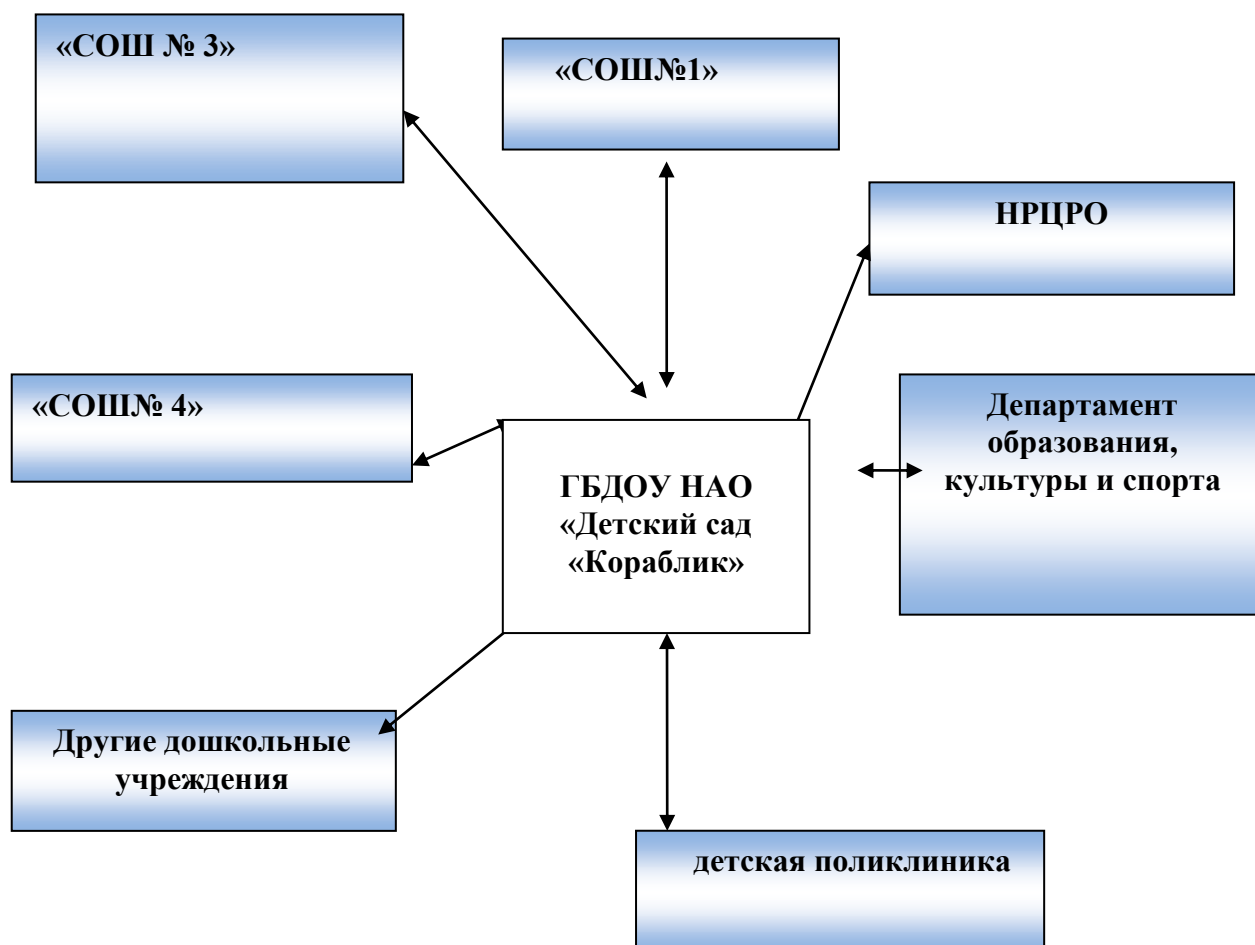 «СОШ № 3»
«СОШ№1»
НРЦРО
«СОШ№ 4»
Департамент
образования,
культуры и спорта
ГБДОУ НАО
«Детский сад
«Кораблик»
Другие дошкольные
учреждения
детская поликлиника